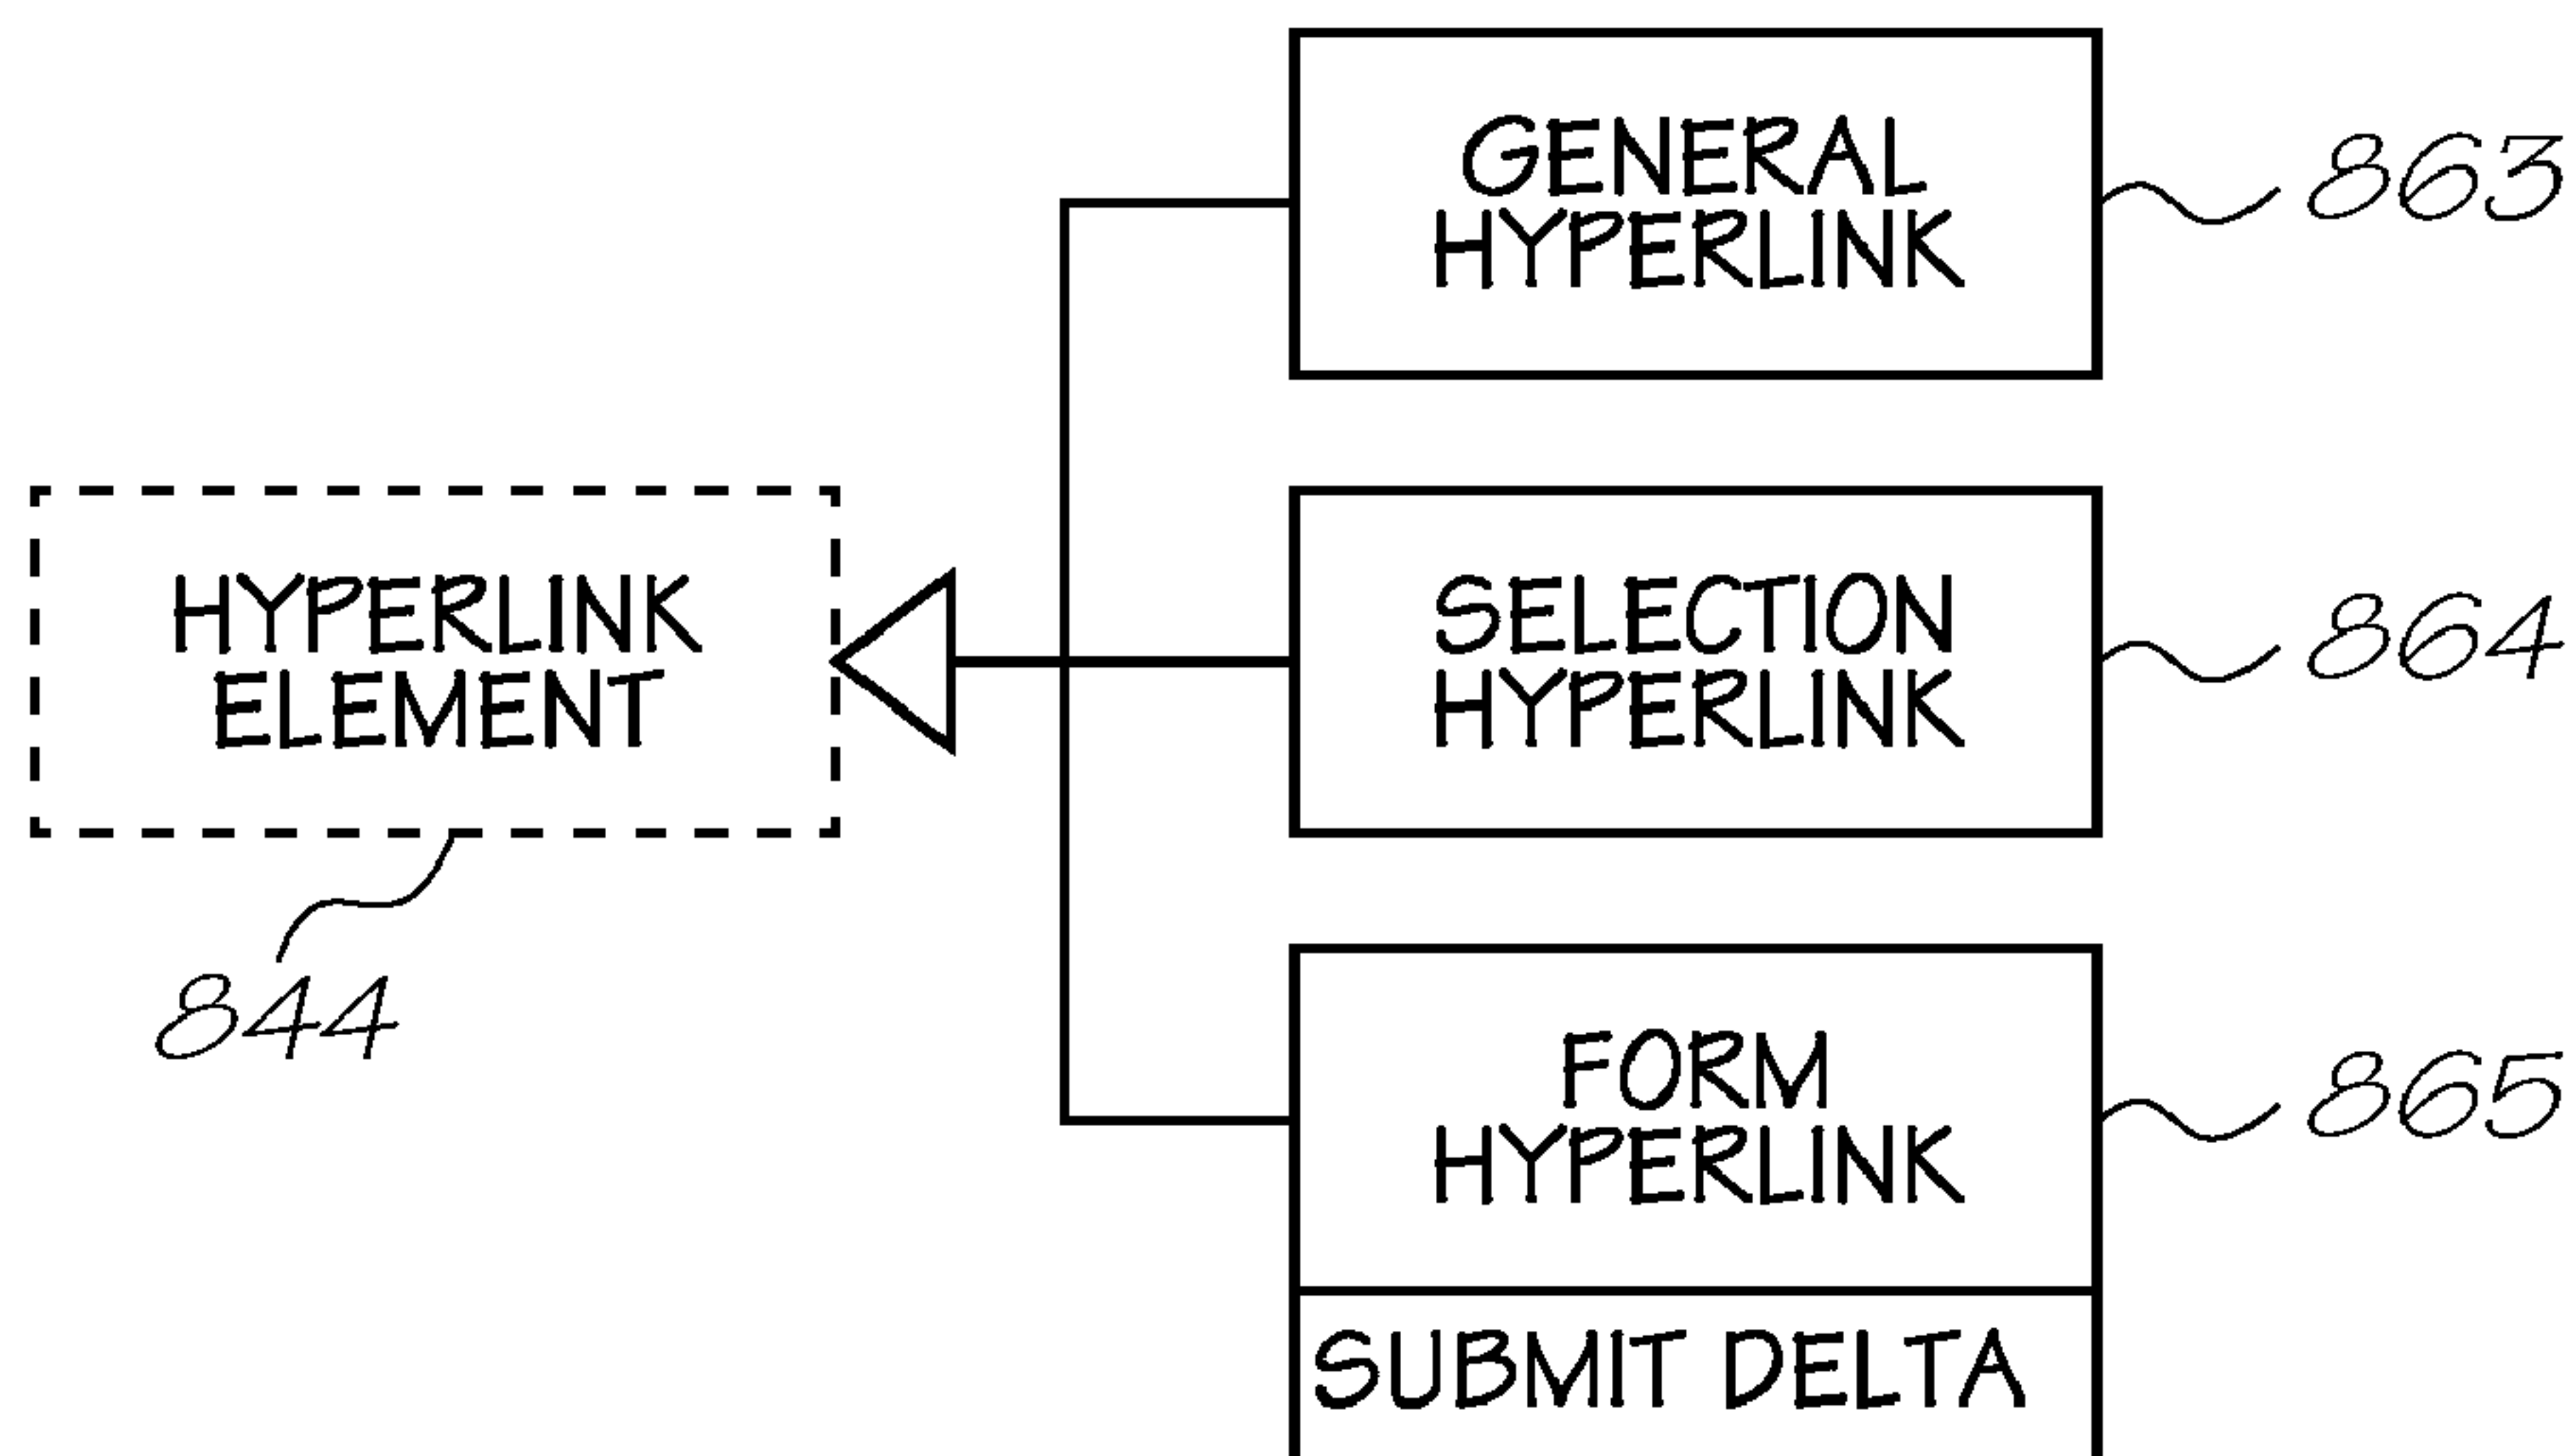 GENERAL
HYPERLINK
863
HYPERLINK
ELEMENT
844
SELECTION
HYPERLINK
864
FORM
HYPERLINK
865
SUBMIT DELTA